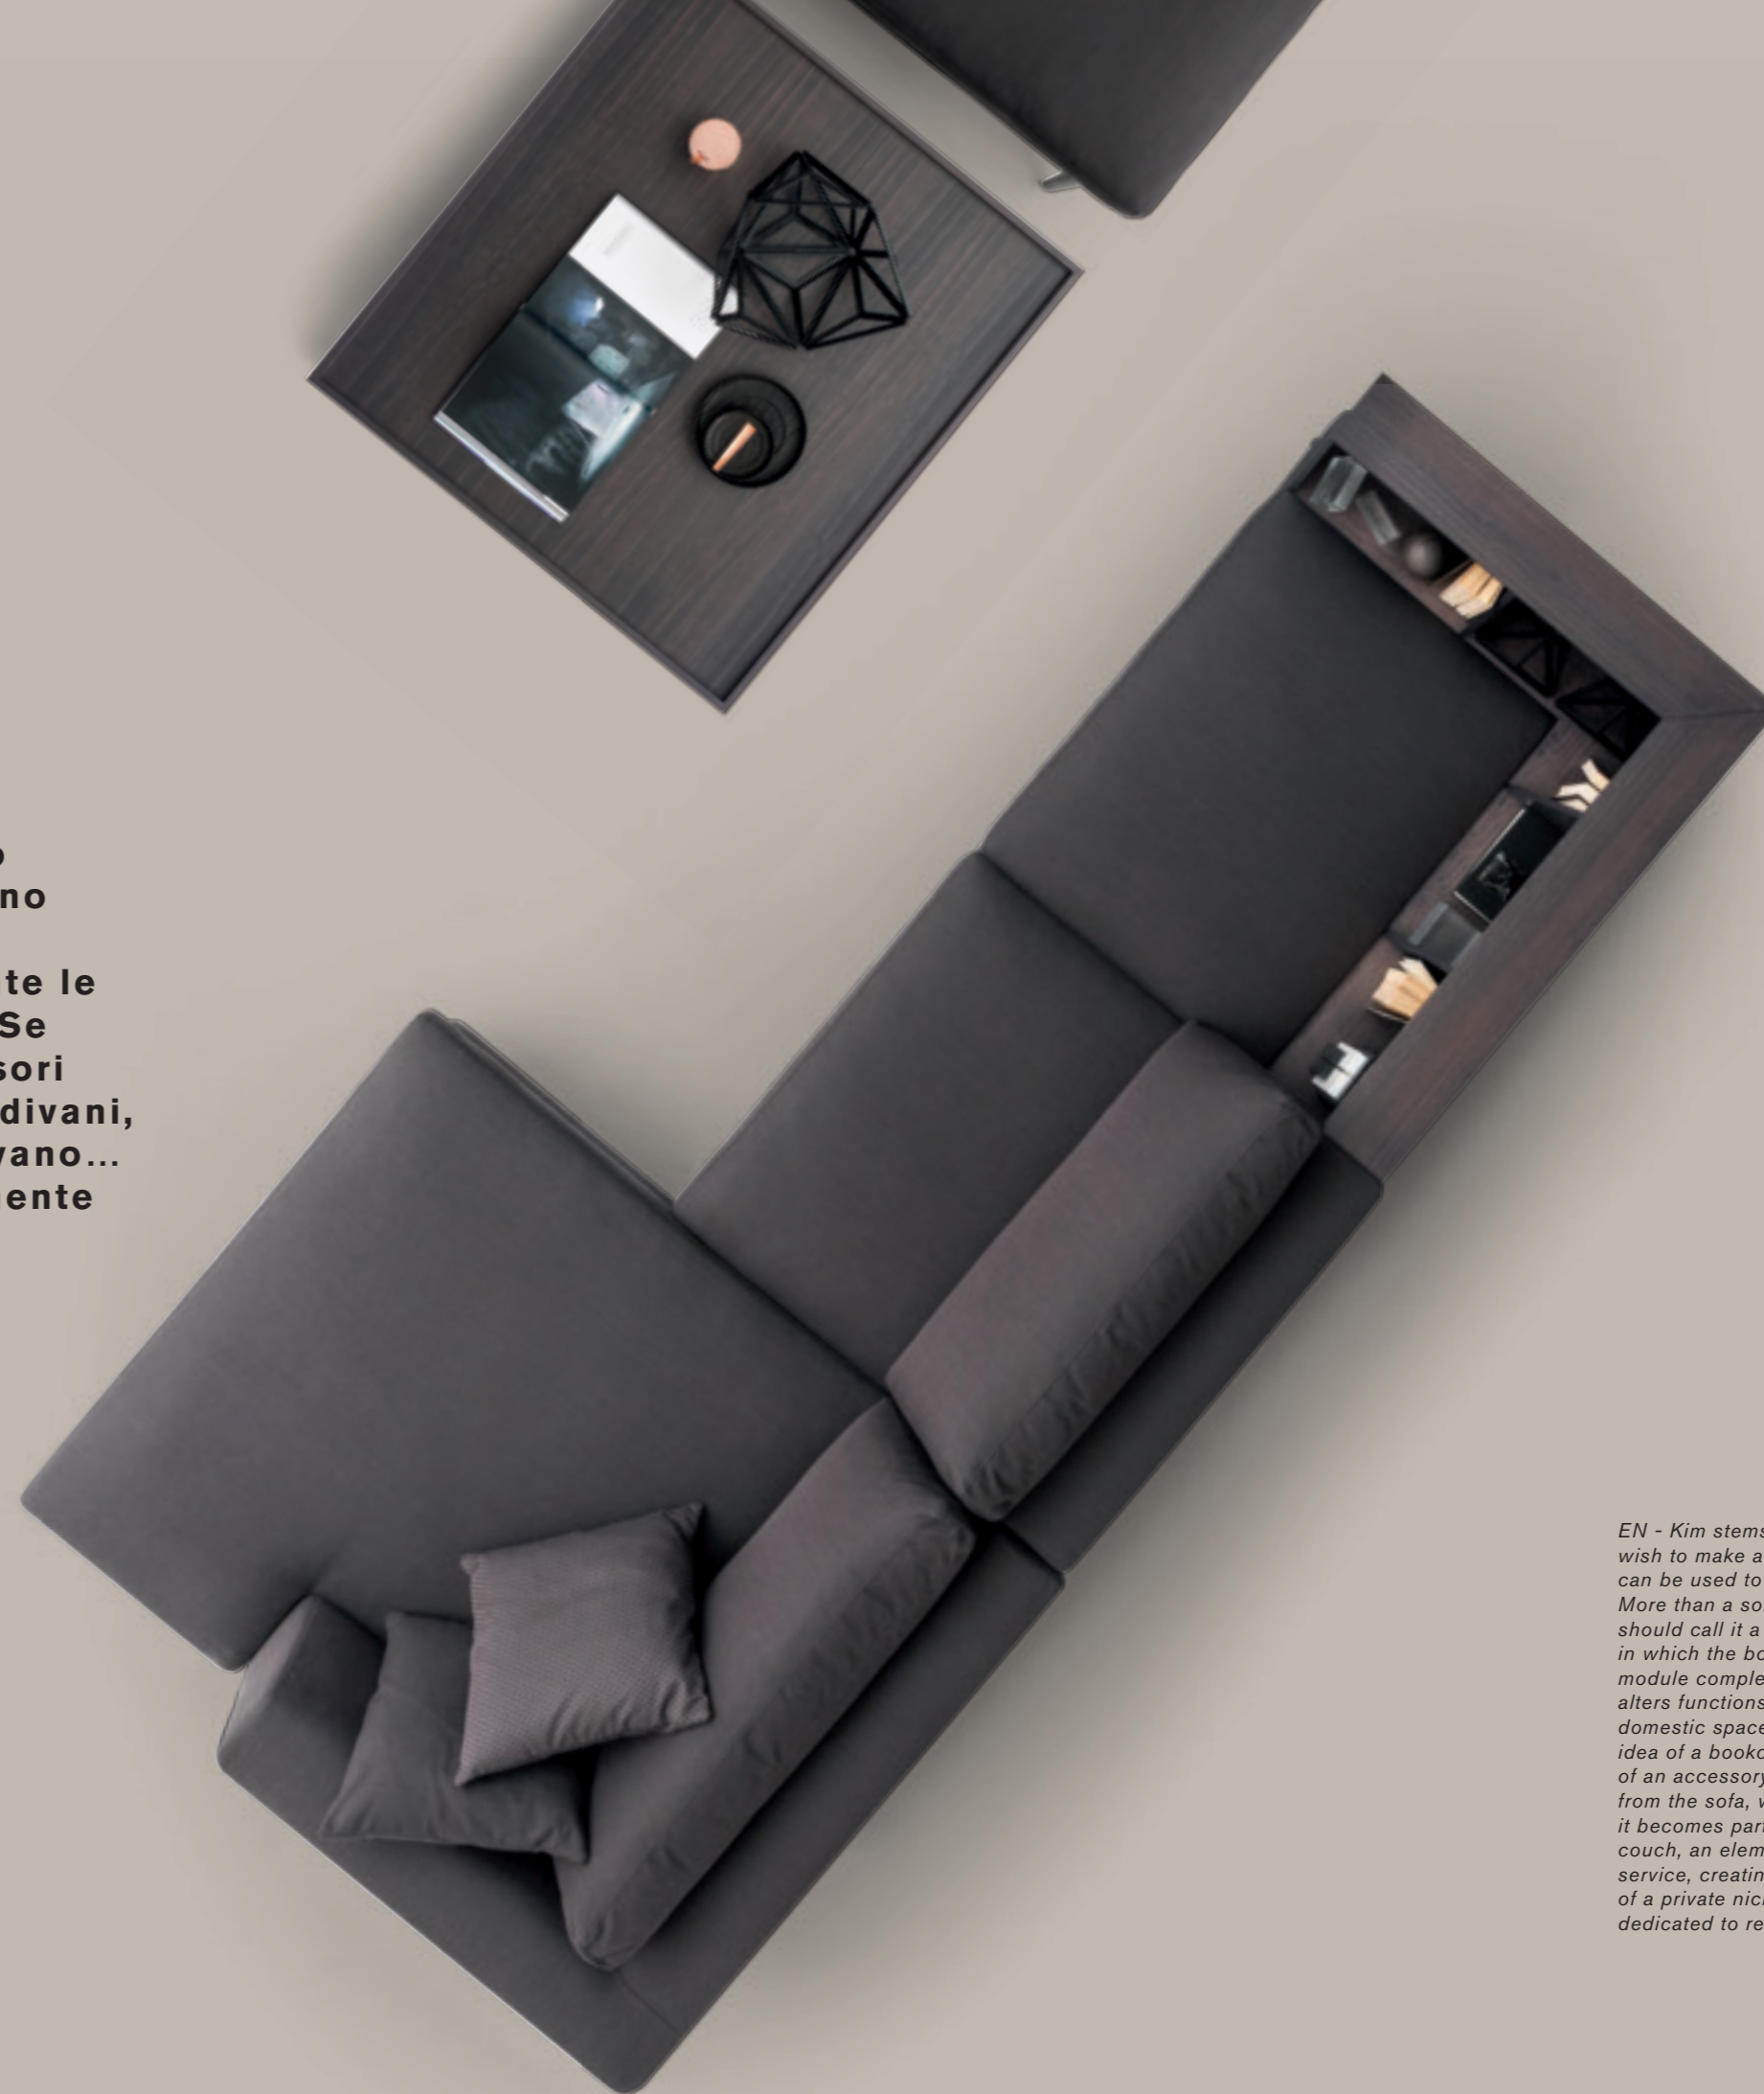 o
no
te le
Se
sori
divani,
vano...
ente
EN - Kim stems
wish to make a
can be used to
More than a so
should call it a
in which the bo
module comple
alters functions
domestic space
idea of a bookc
of an accessory
from the sofa, w
it becomes part
couch, an elem
service, creatin
of a private nich
dedicated to re